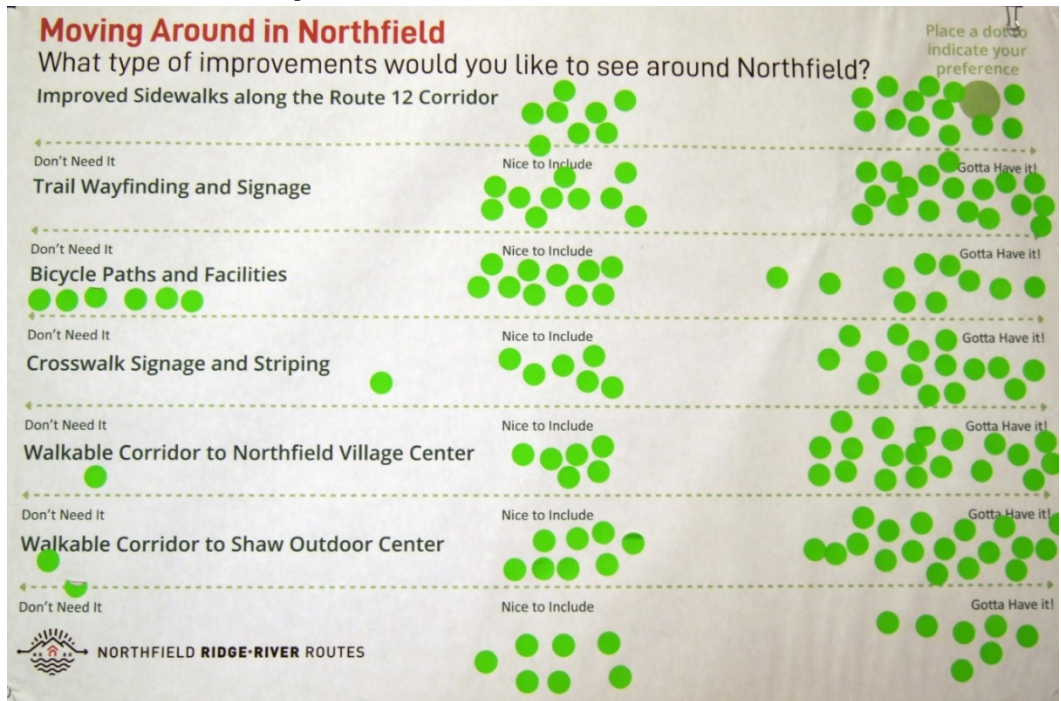 Moving Around in Northfield
Place a dot to
indicate your
preference
What type of improvements would you like to see around Northfield?
Improved Sidewalks along the Route 12 Corridor
Don't Need It Nice to Include Gotta Have it!
Trail Wayfinding and Signage
Don't Need It Nice to Include Gotta Have it!
Bicycle Paths and Facilities
Don't Need It Nice to Include Gotta Have it!
Crosswalk Signage and Striping
Don't Need It Nice to Include Gotta Have it!
Walkable Corridor to Northfield Village Center
Don't Need It Nice to Include Gotta Have it!
Walkable Corridor to Shaw Outdoor Center
Don't Need It Nice to Include Gotta Have it!
NORTHFIELD RIDGE·RIVER ROUTES